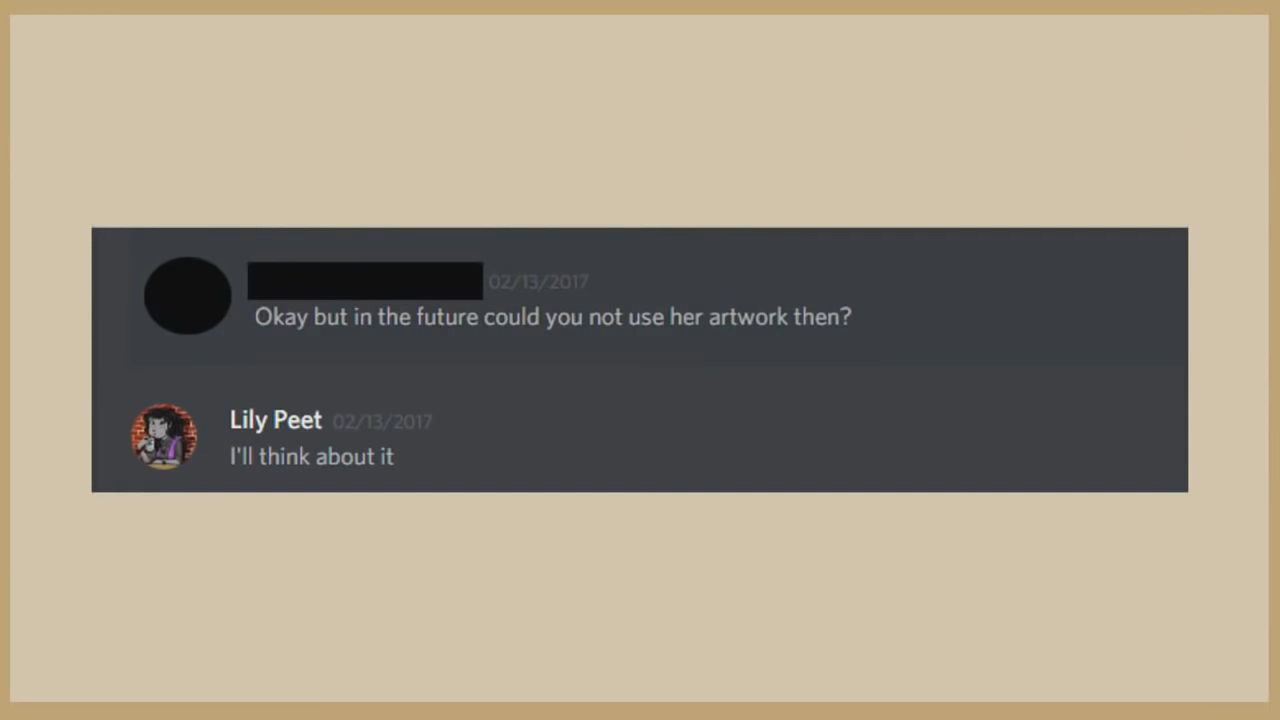 02/13/2017
Okay but in the future could you not use her artwork then?
Lily Peet 02/13/2017
I'll think about it